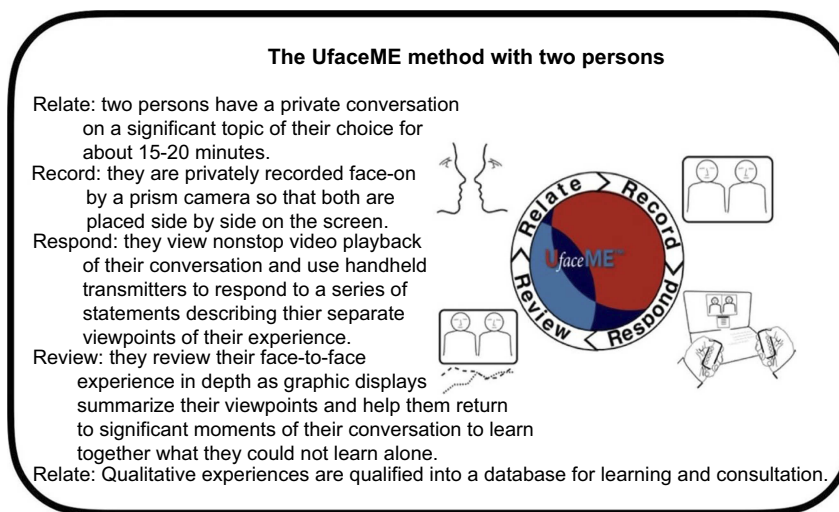 The UfaceME method with two persons
Relate: two persons have a private conversation
on a significant topic of their choice for
about 15-20 minutes.
Record: they are privately recorded face-on
by a prism camera so that both are
placed side by side on the screen.
Respond: they view nonstop video playback
of their conversation and use handheld
transmitters to respond to a series of
statements describing thier separate
viewpoints of their experience.
Review: they review their face-to-face
experience in depth as graphic displays
summarize their viewpoints and help them return
to significant moments of their conversation to learn
together what they could not learn alone.
Relate: Qualitative experiences are qualified into a database for learning and consultation.
Relate
Record
Respond
Review
UfaceME™